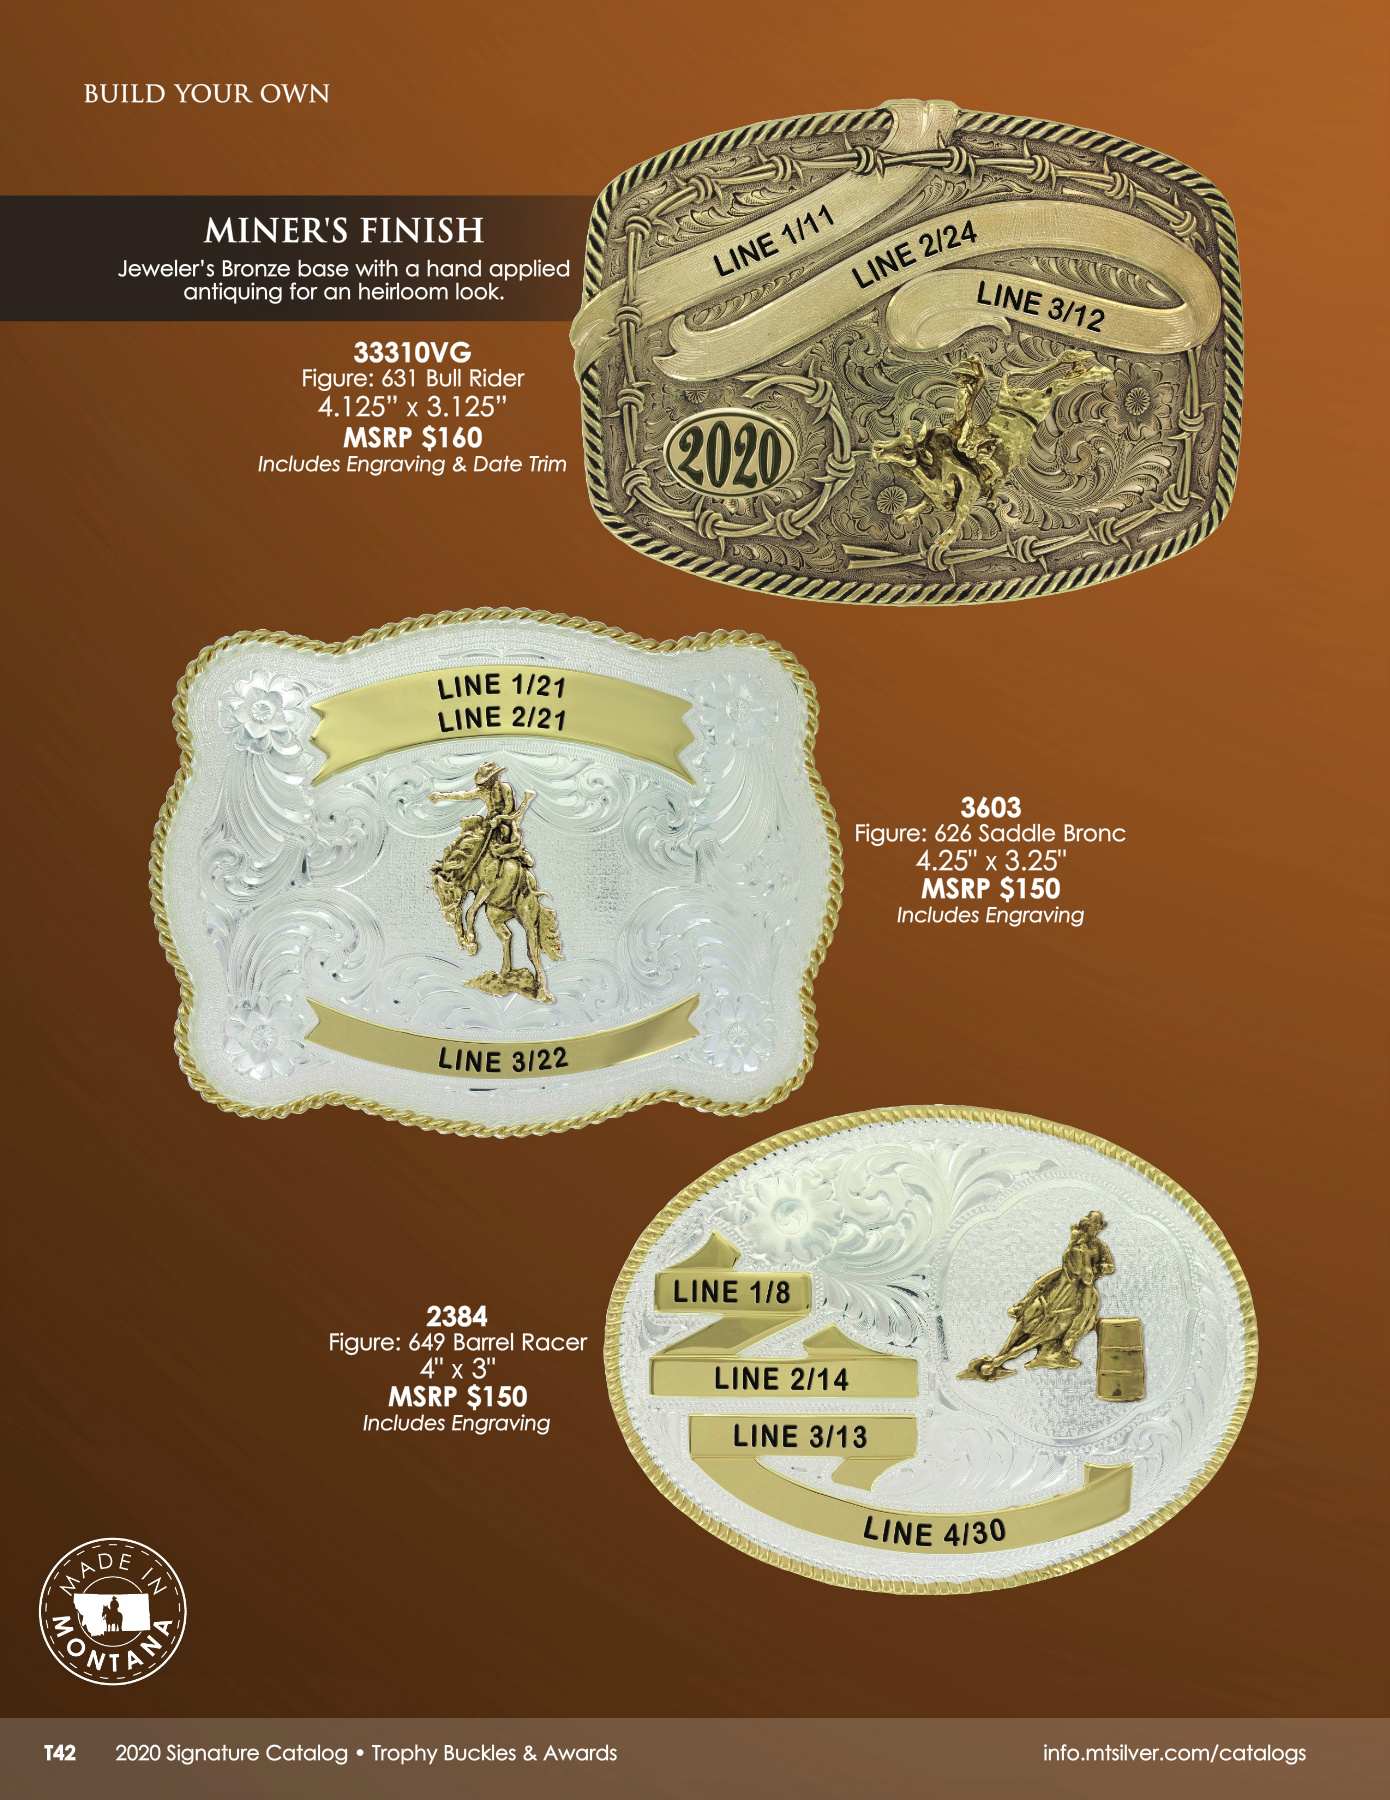 BUILD YOUR OWN
MINER'S FINISH
Jeweler’s Bronze base with a hand applied
antiquing for an heirloom look.
33310VG
Figure: 631 Bull Rider
4.125” x 3.125”
MSRP $160
Includes Engraving & Date Trim
LINE 1/11
LINE 2/24
LINE 3/12
2020
LINE 1/21
LINE 2/21
LINE 3/22
3603
Figure: 626 Saddle Bronc
4.25" x 3.25"
MSRP $150
Includes Engraving
2384
Figure: 649 Barrel Racer
4" x 3"
MSRP $150
Includes Engraving
LINE 1/8
LINE 2/14
LINE 3/13
LINE 4/30
MADE IN
MONTANA
T42 2020 Signature Catalog • Trophy Buckles & Awards info.mtsilver.com/catalogs